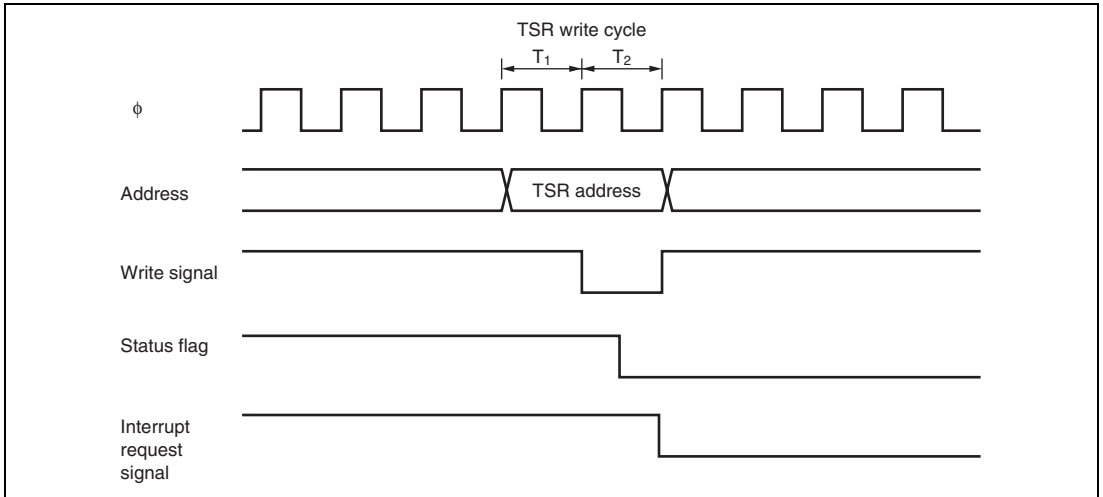 TSR write cycle
T1 T2
ϕ
Address
TSR address
Write signal
Status flag
Interrupt
request
signal